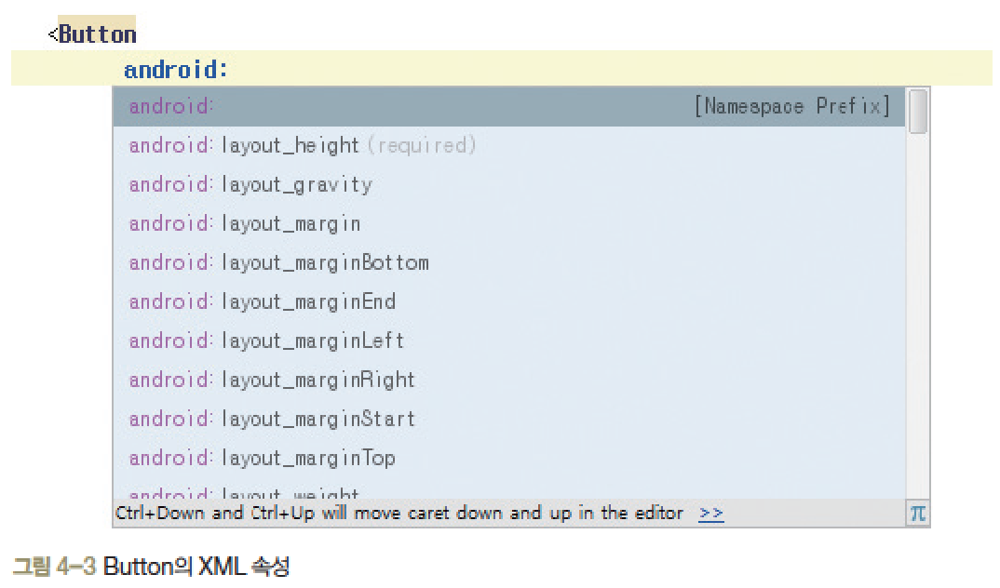 <Button
android:
android: [Namespace Prefix]
android:layout_height (required)
android:layout_gravity
android:layout_margin
android:layout_marginBottom
android:layout_marginEnd
android:layout_marginLeft
android:layout_marginRight
android:layout_marginStart
android:layout_marginTop
android:layout_weight
Ctrl+Down and Ctrl+Up will move caret down and up in the editor >> π
그림 4-3 Button의 XML 속성